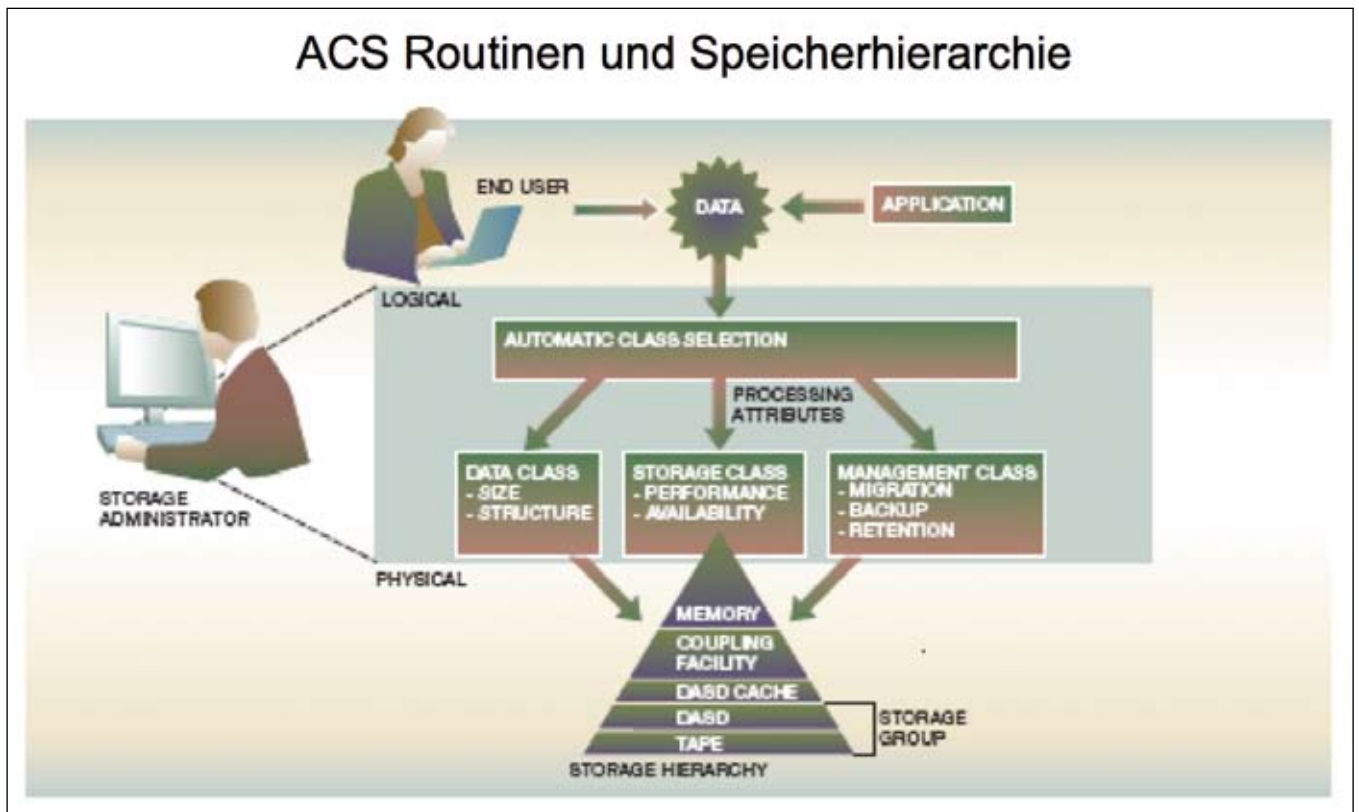 ACS Routinen und Speicherhierarchie
END USER
DATA
APPLICATION
LOGICAL
AUTOMATIC CLASS SELECTION
PROCESSING
ATTRIBUTES
DATA CLASS
- SIZE
- STRUCTURE
STORAGE CLASS
- PERFORMANCE
- AVAILABILITY
MANAGEMENT CLASS
- MIGRATION
- BACKUP
- RETENTION
STORAGE
ADMINISTRATOR
PHYSICAL
MEMORY
COUPLING
FACILITY
DASD CACHE
DASD
TAPE
STORAGE
GROUP
STORAGE HIERARCHY